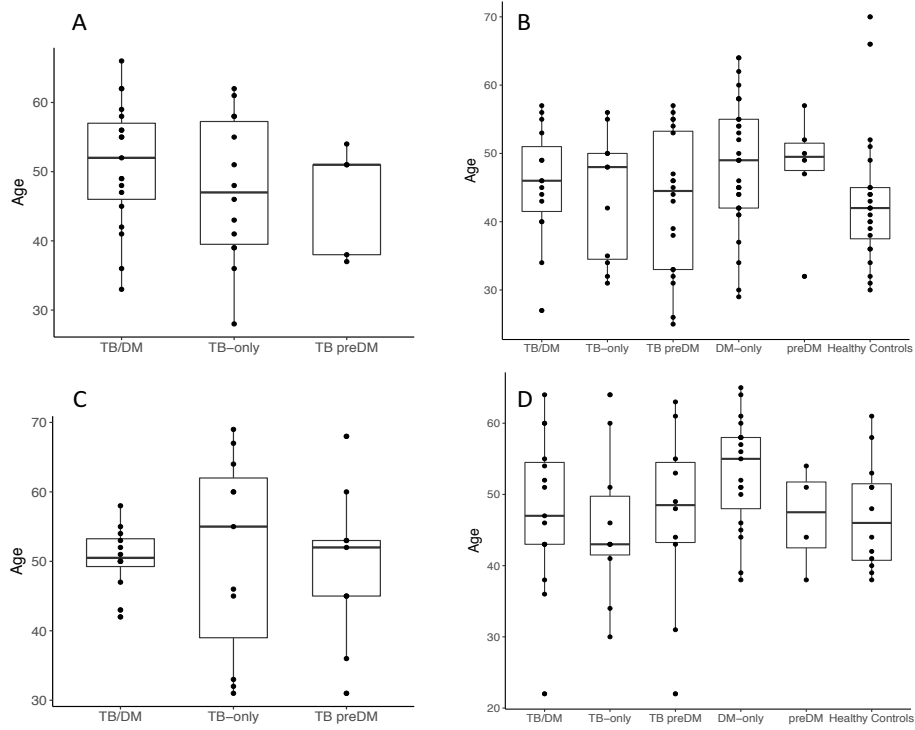 A
60
50
40
30
Age
TB/DM TB−only TB preDM
B
70
60
50
40
30
Age
TB/DM TB−only TB preDM DM−only preDM Healthy Controls
C
70
60
50
40
30
Age
TB/DM TB−only TB preDM
D
60
50
40
30
20
Age
TB/DM TB−only TB preDM DM−only preDM Healthy Controls